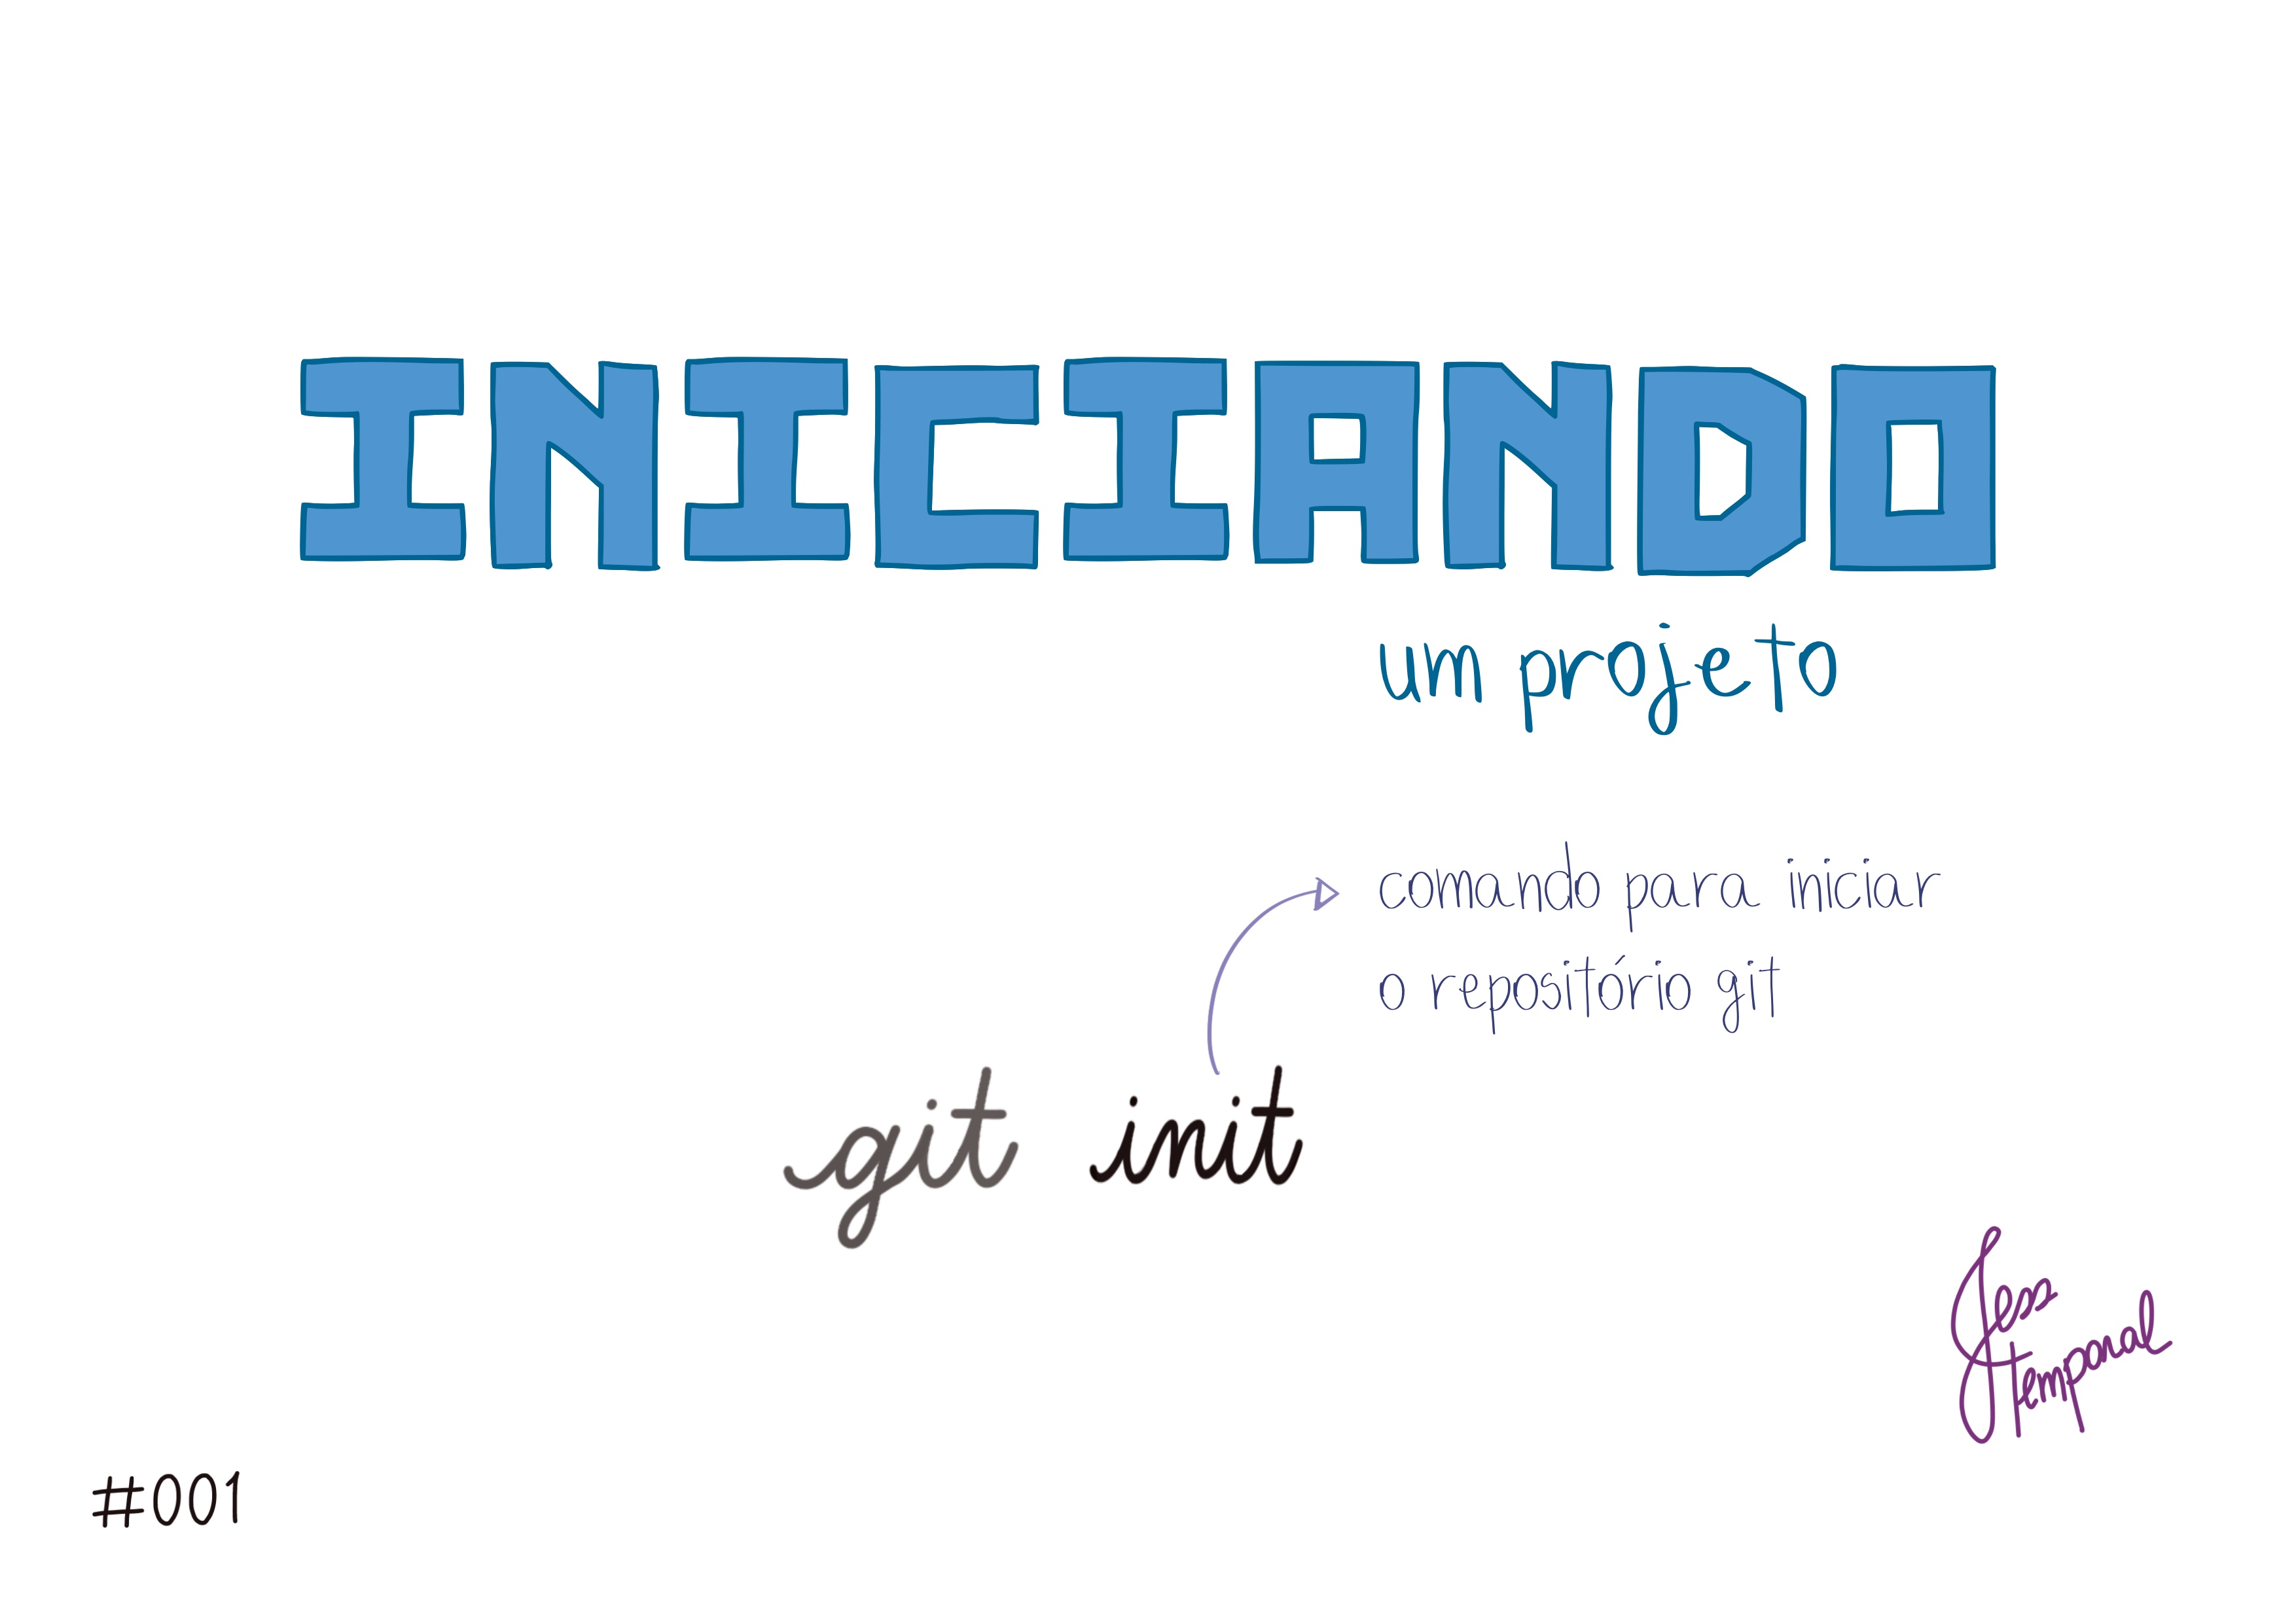 INICIANDO
um projeto
comando para iniciar
o repositório git
git init
Jess
Temporal
#001